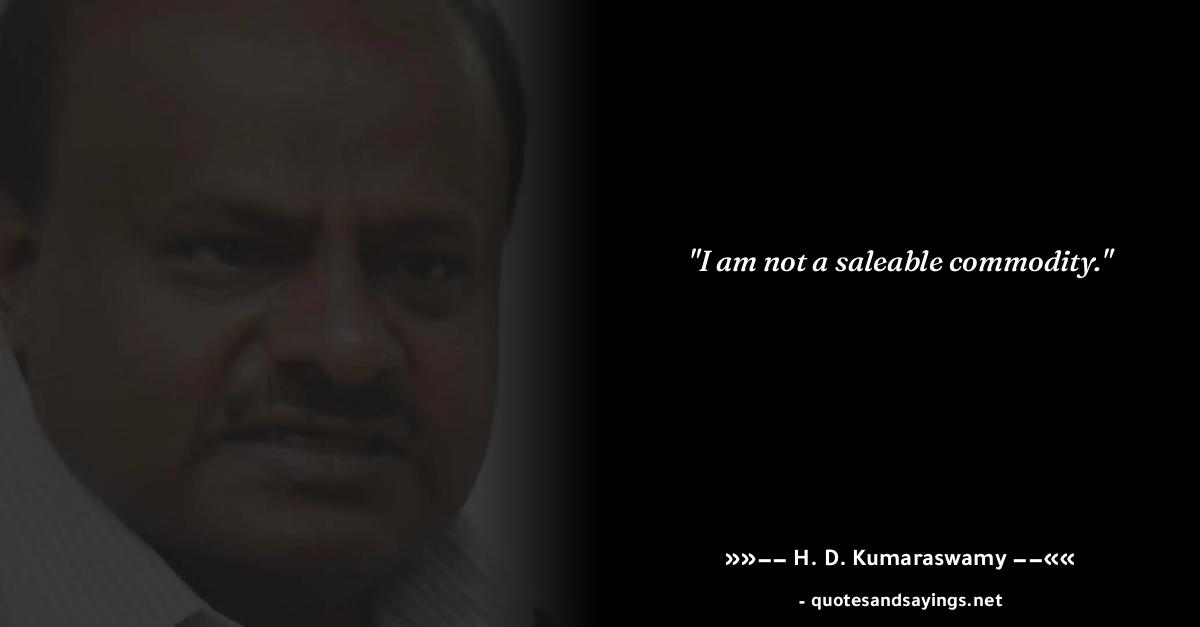 "I am not a saleable commodity."
»»–– H. D. Kumaraswamy ––««
- quotesandsayings.net